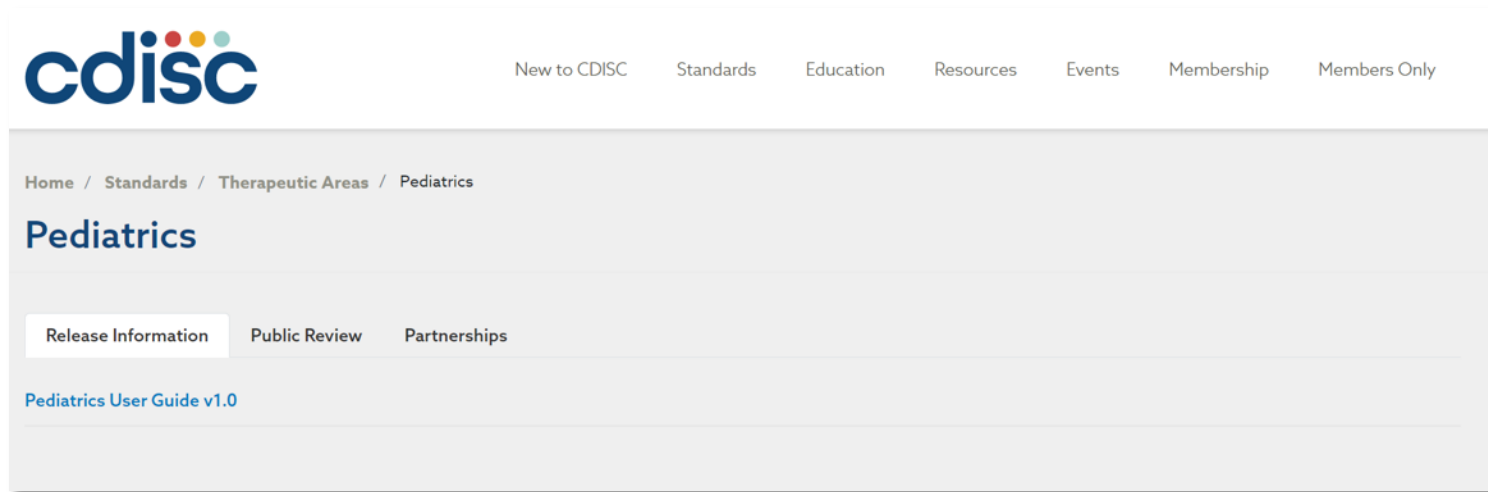 cdisc
New to CDISC Standards Education Resources Events Membership Members Only
Home / Standards / Therapeutic Areas / Pediatrics
Pediatrics
Release Information Public Review Partnerships
Pediatrics User Guide v1.0